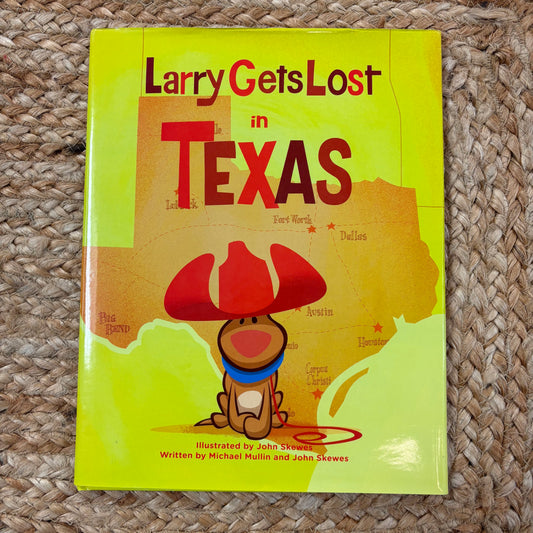 Larry Gets Lost
in
TEXAS
Fort Worth
Dallas
Austin
BIG
BEND
Houston
Corpus
Christi
Illustrated by John Skewes
Written by Michael Mullin and John Skewes